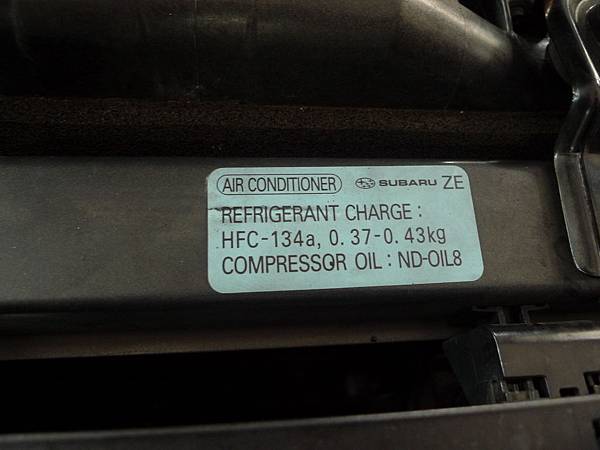 AIR CONDITIONER SUBARU ZE
REFRIGERANT CHARGE :
HFC-134a, 0.37-0.43kg
COMPRESSOR OIL : ND-OIL8